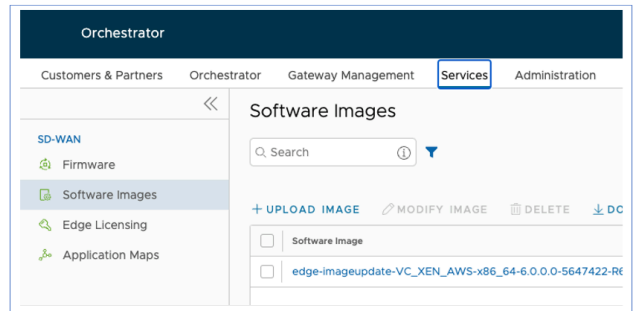 Orchestrator
Customers & Partners Orchestrator Gateway Management Services Administration
Software Images
SD-WAN
Search
Firmware
Software Images
UPLOAD IMAGE MODIFY IMAGE DELETE DO
Edge Licensing
Software Image
Application Maps
edge-imageupdate-VC_XEN_AWS-x86_64-6.0.0.0-5647422-R6